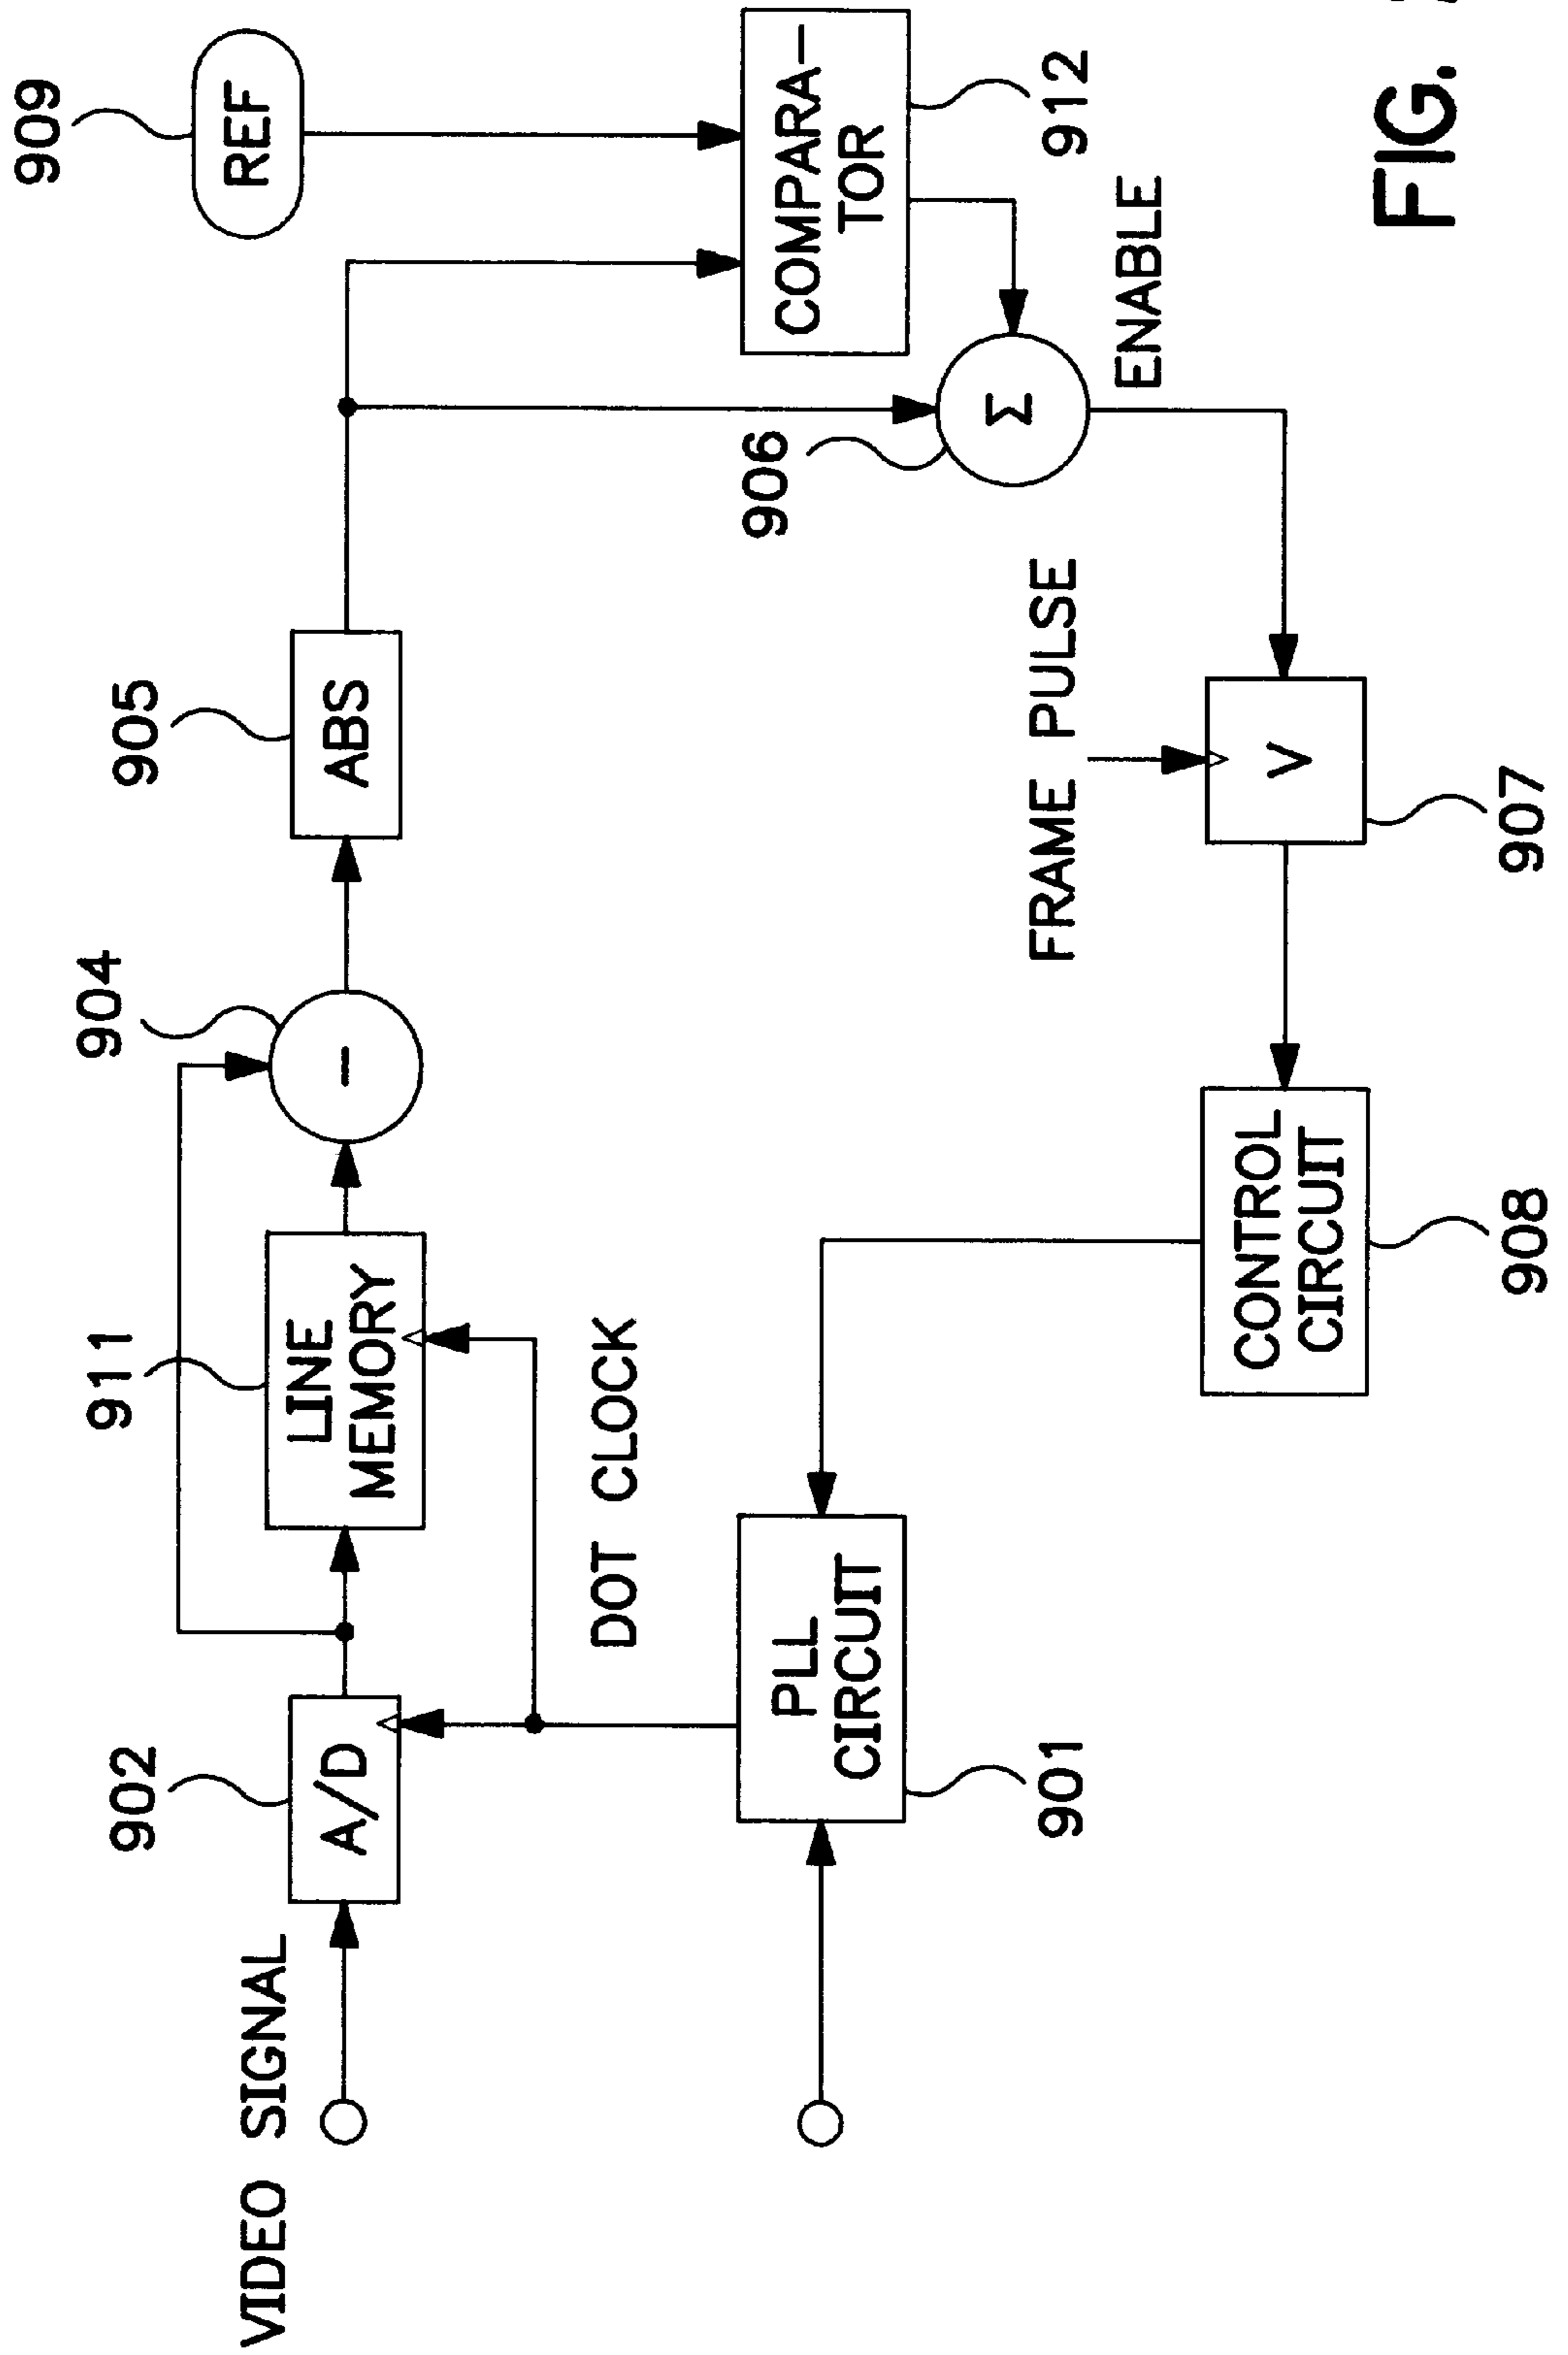 VIDEO SIGNAL
902
A/D
911
LINE
MEMORY
904
–
905
ABS
909
REF
DOT CLOCK
PLL
CIRCUIT
901
COMPARA–
TOR
912
906
Σ
ENABLE
FRAME PULSE
V
907
CONTROL
CIRCUIT
908
FIG.